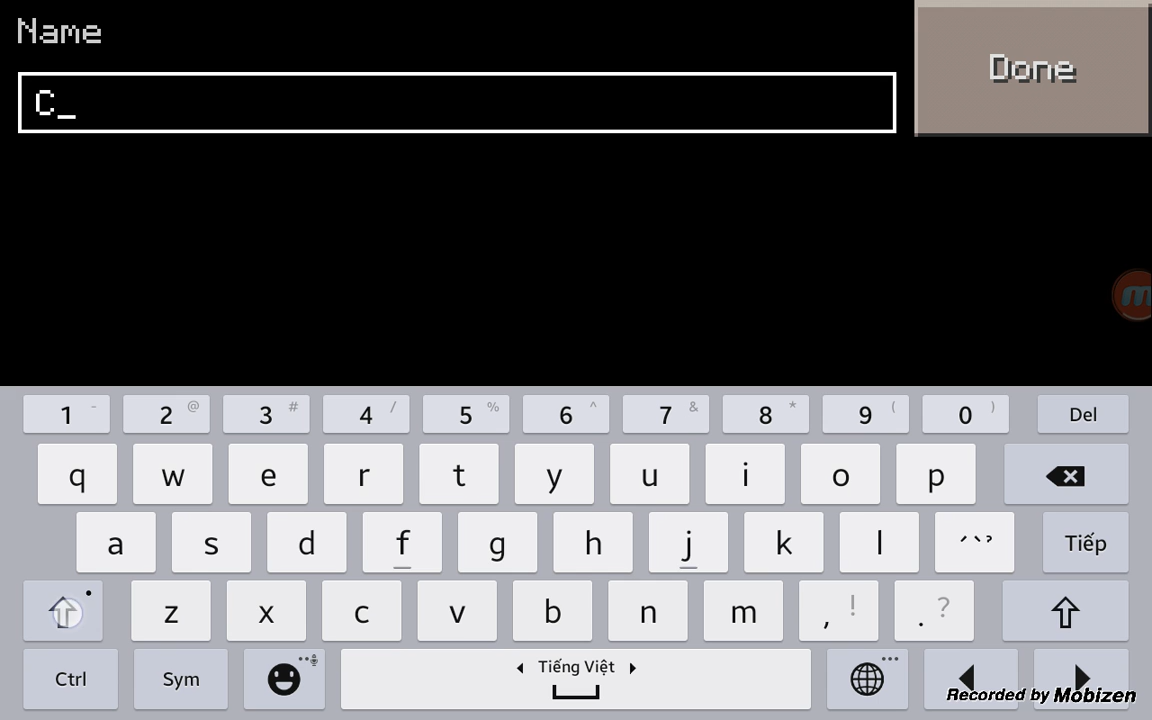 Name
Done
C_
1 - 2 @ 3 # 4 / 5 % 6 ^ 7 & 8 * 9 ( 0 ) Del
q w e r t y u i o p
a s d f g h j k l Tiếp
z x c v b n m , ! . ?
Ctrl Sym Tiếng Việt
Recorded by Mobizen